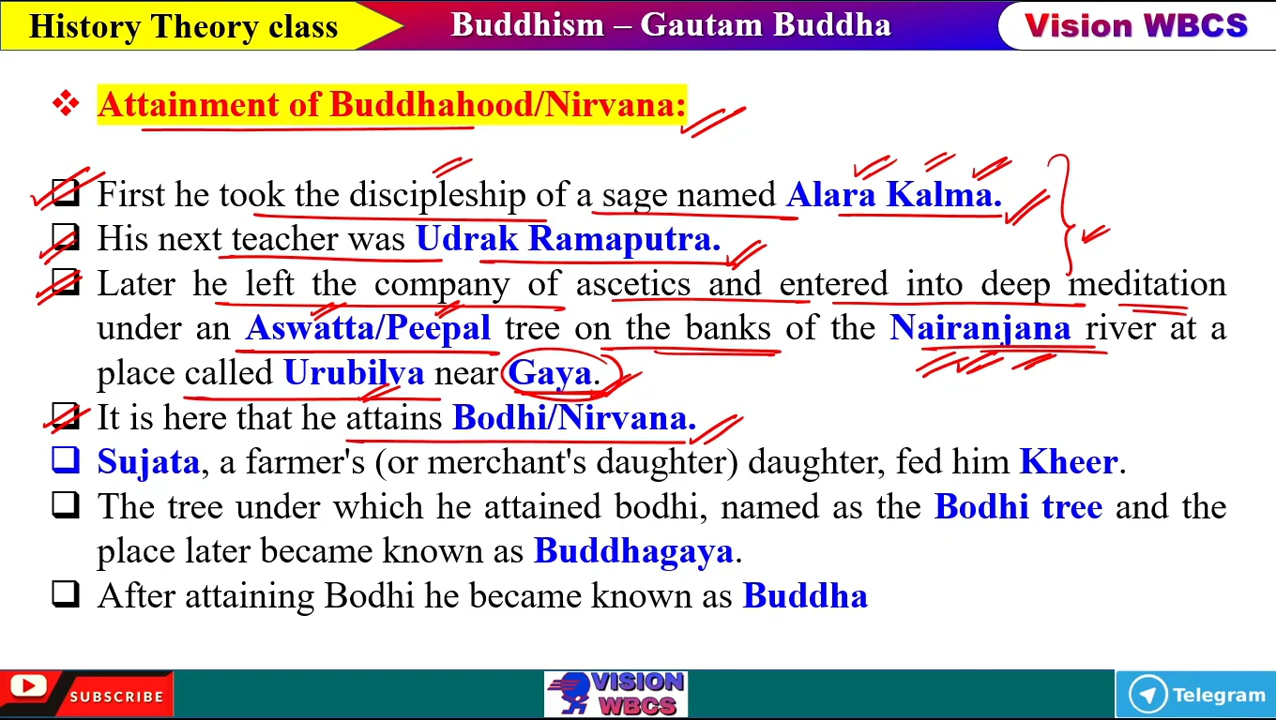 History Theory class
Buddhism – Gautam Buddha
Vision WBCS
Attainment of Buddhahood/Nirvana:
First he took the discipleship of a sage named Alara Kalma.
His next teacher was Udrak Ramaputra.
Later he left the company of ascetics and entered into deep meditation
under an Aswatta/Peepal tree on the banks of the Nairanjana river at a
place called Urubilva near Gaya.
It is here that he attains Bodhi/Nirvana.
Sujata, a farmer's (or merchant's daughter) daughter, fed him Kheer.
The tree under which he attained bodhi, named as the Bodhi tree and the
place later became known as Buddhagaya.
After attaining Bodhi he became known as Buddha
SUBSCRIBE
VISION
WBCS
Telegram